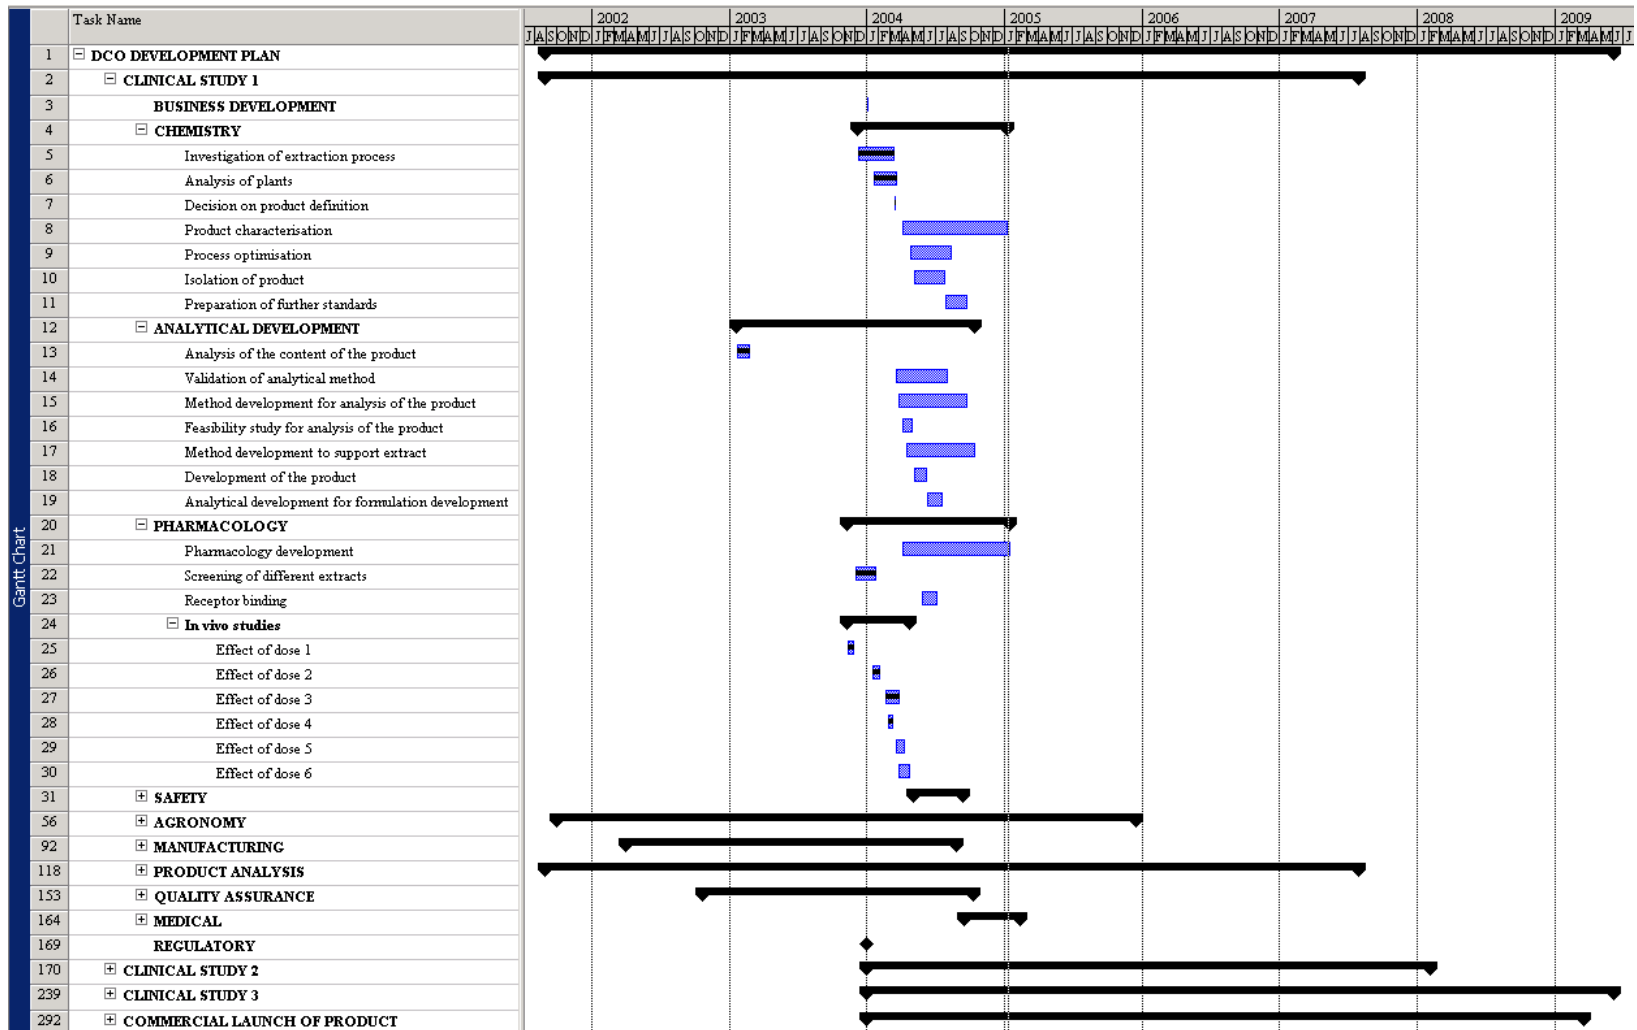 Task Name
2002 2003 2004 2005 2006 2007 2008 2009
J A S O N D J F M A M J J A S O N D J F M A M J J A S O N D J F M A M J J A S O N D J F M A M J J A S O N D J F M A M J J A S O N D J F M A M J J A S O N D J F M A M J J A S O N D J F M A M J J
1 DCO DEVELOPMENT PLAN
2 CLINICAL STUDY 1
3 BUSINESS DEVELOPMENT
4 CHEMISTRY
5 Investigation of extraction process
6 Analysis of plants
7 Decision on product definition
8 Product characterisation
9 Process optimisation
10 Isolation of product
11 Preparation of further standards
12 ANALYTICAL DEVELOPMENT
13 Analysis of the content of the product
14 Validation of analytical method
15 Method development for analysis of the product
16 Feasibility study for analysis of the product
17 Method development to support extract
18 Development of the product
19 Analytical development for formulation development
20 PHARMACOLOGY
21 Pharmacology development
22 Screening of different extracts
23 Receptor binding
24 In vivo studies
25 Effect of dose 1
26 Effect of dose 2
27 Effect of dose 3
28 Effect of dose 4
29 Effect of dose 5
30 Effect of dose 6
31 SAFETY
56 AGRONOMY
92 MANUFACTURING
118 PRODUCT ANALYSIS
153 QUALITY ASSURANCE
164 MEDICAL
169 REGULATORY
170 CLINICAL STUDY 2
239 CLINICAL STUDY 3
292 COMMERCIAL LAUNCH OF PRODUCT
Gantt Chart